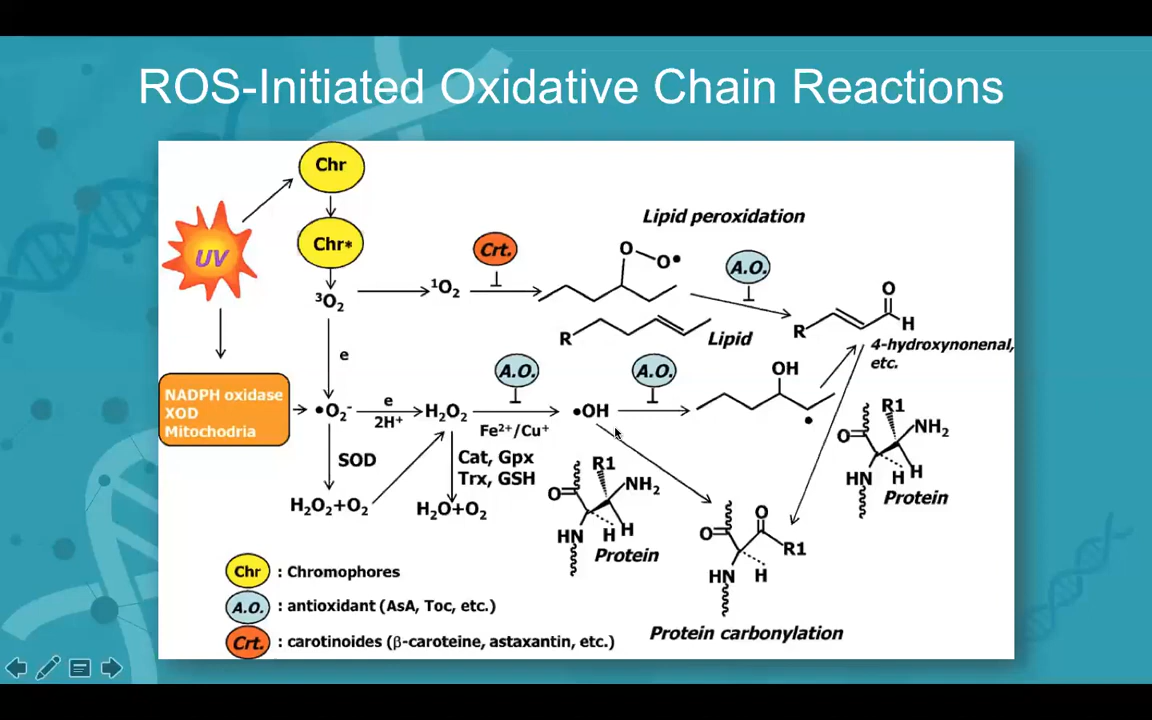 ROS-Initiated Oxidative Chain Reactions
Chr
Lipid peroxidation
Chr*
Crt.
O
O•
UV
A.O.
³O₂
¹O₂
O
H
R
R
Lipid
4-hydroxynonenal,
etc.
e
A.O.
A.O.
OH
NADPH oxidase
XOD
Mitochodria
•O₂⁻
e
2H⁺
H₂O₂
Fe²⁺/Cu⁺
•OH
•
R1
NH₂
O
HN
H
H
Protein
SOD
Cat, Gpx
Trx, GSH
R1
NH₂
O
HN
H
H
Protein
H₂O₂+O₂
H₂O+O₂
O
O
R1
HN
H
Protein carbonylation
Chr : Chromophores
A.O. : antioxidant (AsA, Toc, etc.)
Crt. : carotinoides (β-caroteine, astaxantin, etc.)